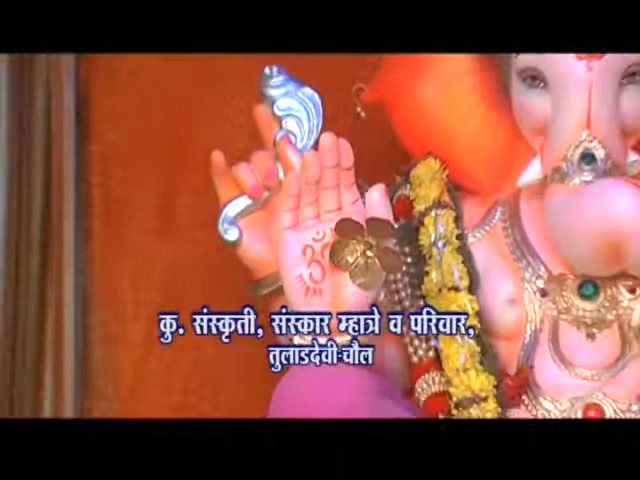 ॐ
कु. संस्कृती, संस्कार म्हात्रे व परिवार,
तुलाडदेवी-चौल